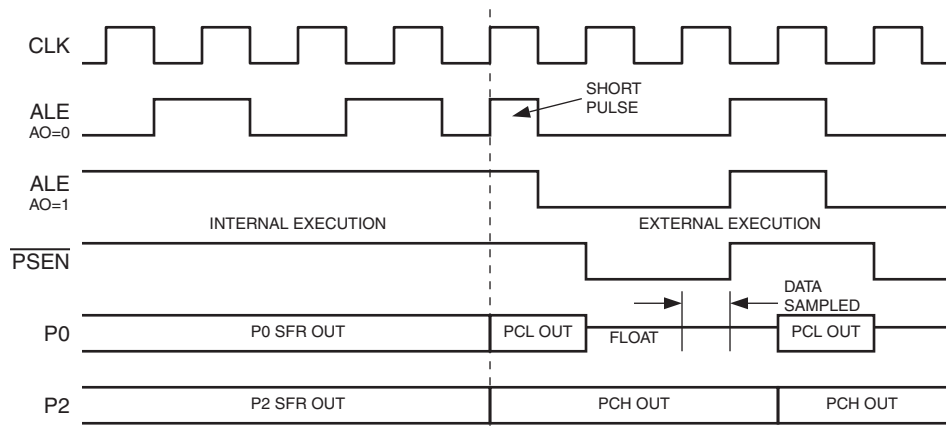 CLK
ALE
AO=0
SHORT
PULSE
ALE
AO=1
INTERNAL EXECUTION
EXTERNAL EXECUTION
PSEN
DATA
SAMPLED
P0
P0 SFR OUT
PCL OUT
FLOAT
PCL OUT
P2
P2 SFR OUT
PCH OUT
PCH OUT